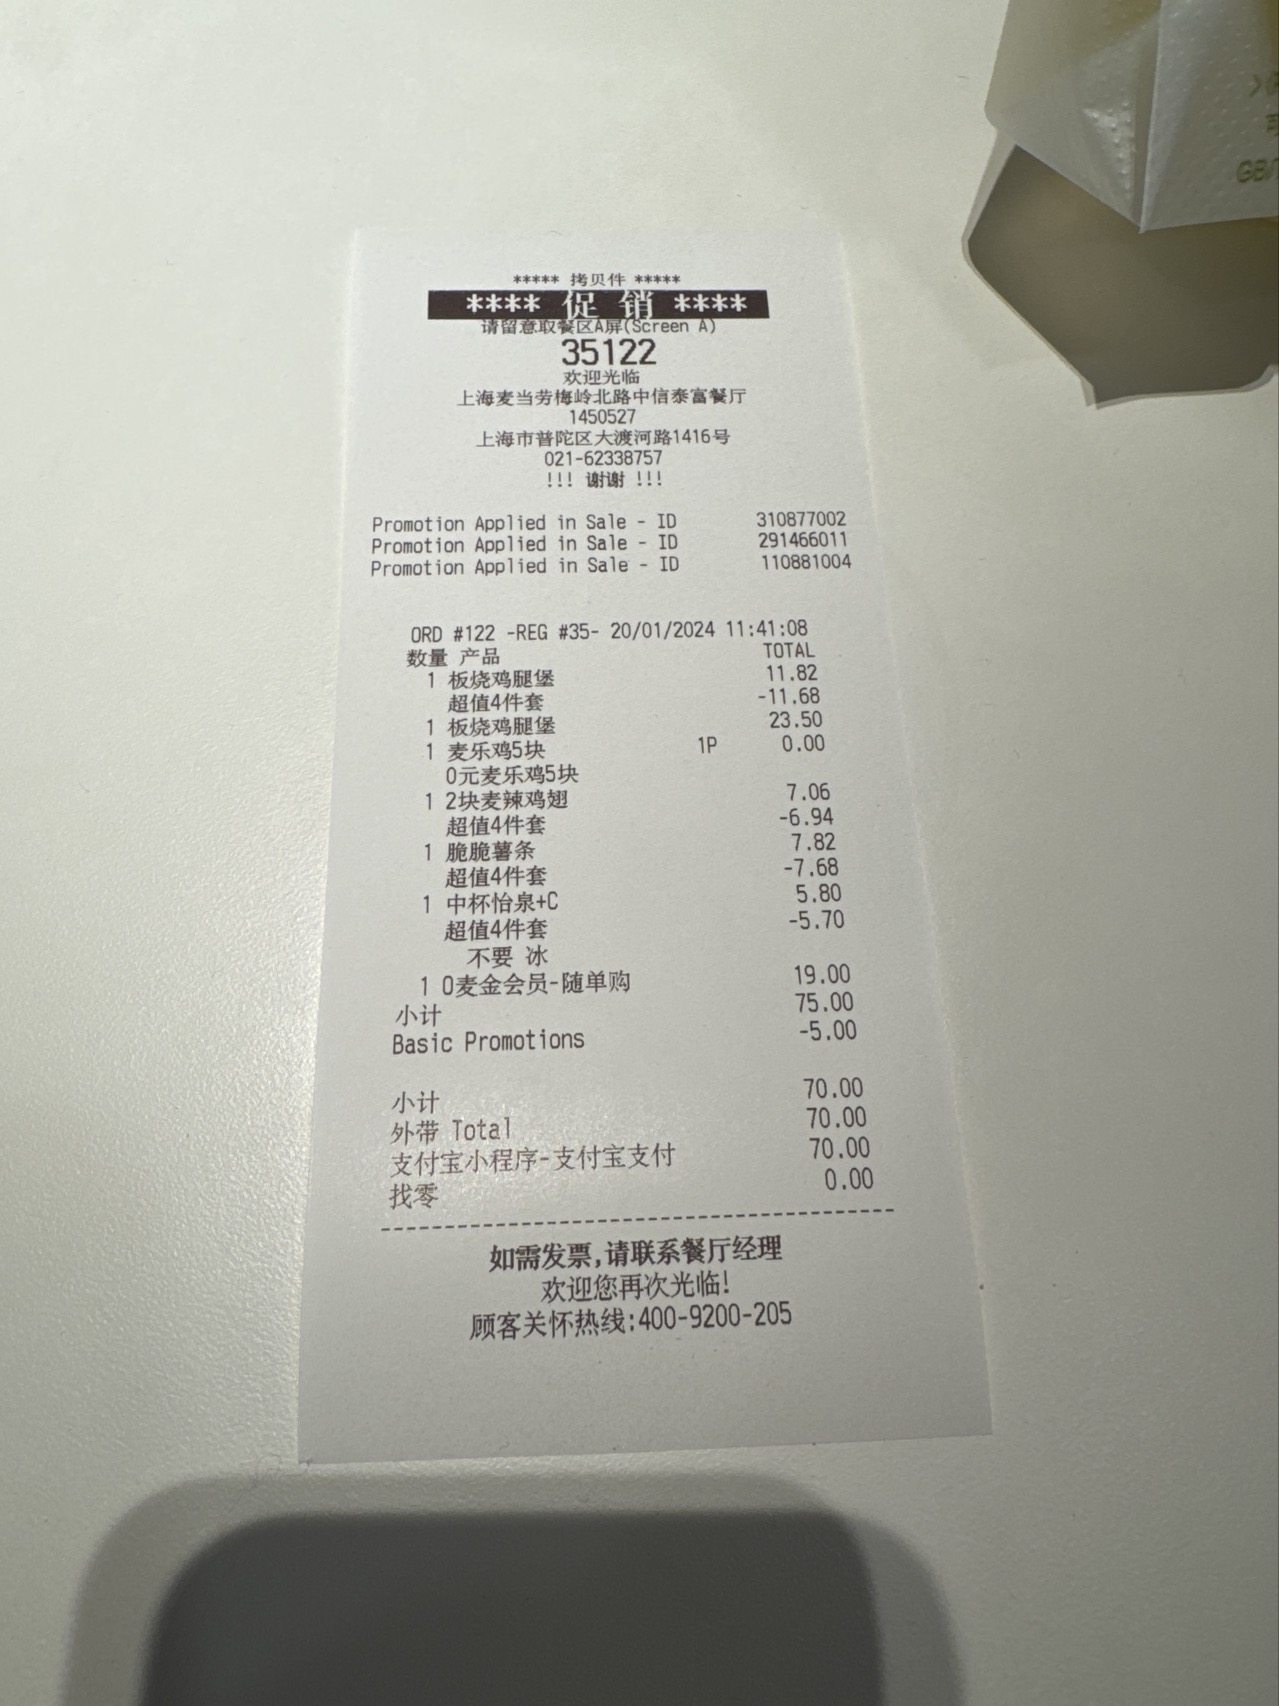 ***** 拷贝件 *****
**** 促 销 ****
请留意取餐区A屏(Screen A)
35122
欢迎光临
上海麦当劳梅岭北路中信泰富餐厅
1450527
上海市普陀区大渡河路1416号
021-62338757
!!! 谢谢 !!!
Promotion Applied in Sale - ID 310877002
Promotion Applied in Sale - ID 291466011
Promotion Applied in Sale - ID 110881004
ORD #122 -REG #35- 20/01/2024 11:41:08
数量 产品 TOTAL
1 板烧鸡腿堡 11.82
超值4件套 -11.68
1 板烧鸡腿堡 23.50
1 麦乐鸡5块 1P 0.00
0元麦乐鸡5块
1 2块麦辣鸡翅 7.06
超值4件套 -6.94
1 脆脆薯条 7.82
超值4件套 -7.68
1 中杯怡泉+C 5.80
超值4件套 -5.70
不要 冰
1 0麦金会员-随单购 19.00
小计 75.00
Basic Promotions -5.00
小计 70.00
外带 Total 70.00
支付宝小程序-支付宝支付 70.00
找零 0.00
如需发票,请联系餐厅经理
欢迎您再次光临!
顾客关怀热线:400-9200-205
GB/